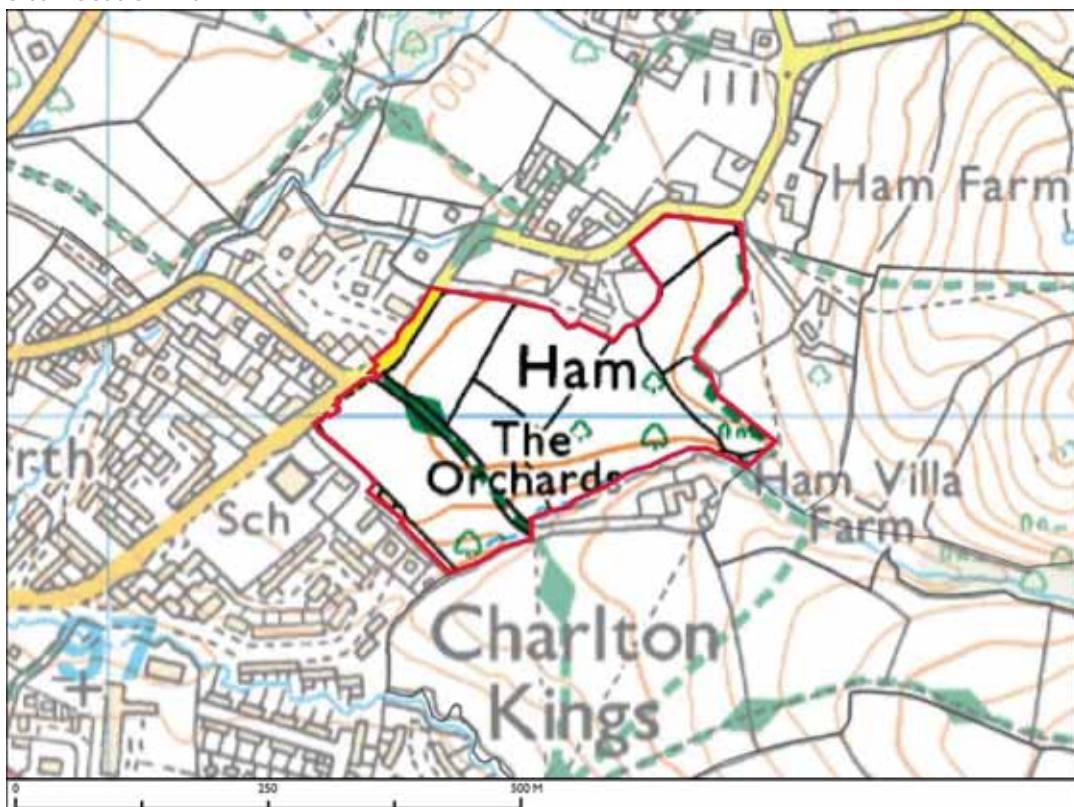 100
Ham Farm
Ham
The
Orchards
rth
Sch
Ham Villa
Farm
Charlton
Kings
97
0 250 500 M